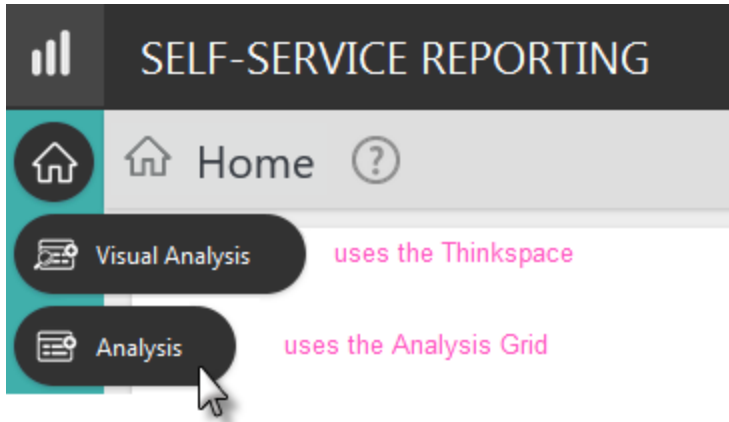 SELF-SERVICE REPORTING
Home ?
Visual Analysis uses the Thinkspace
Analysis uses the Analysis Grid